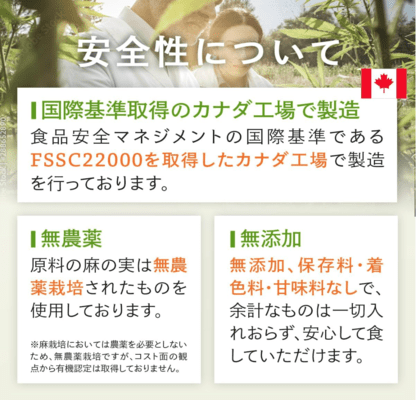 安全性について
国際基準取得のカナダ工場で製造
食品安全マネジメントの国際基準である
FSSC22000を取得したカナダ工場で製造
を行っております。
無農薬
原料の麻の実は無農
薬栽培されたものを
使用しております。
※麻栽培においては農薬を必要としない
ため、無農薬栽培ですが、コスト面の観
点から有機認定は取得しておりません。
無添加
無添加、保存料・着
色料・甘味料なしで、
余計なものは一切入
れおらず、安心して食
していただけます。